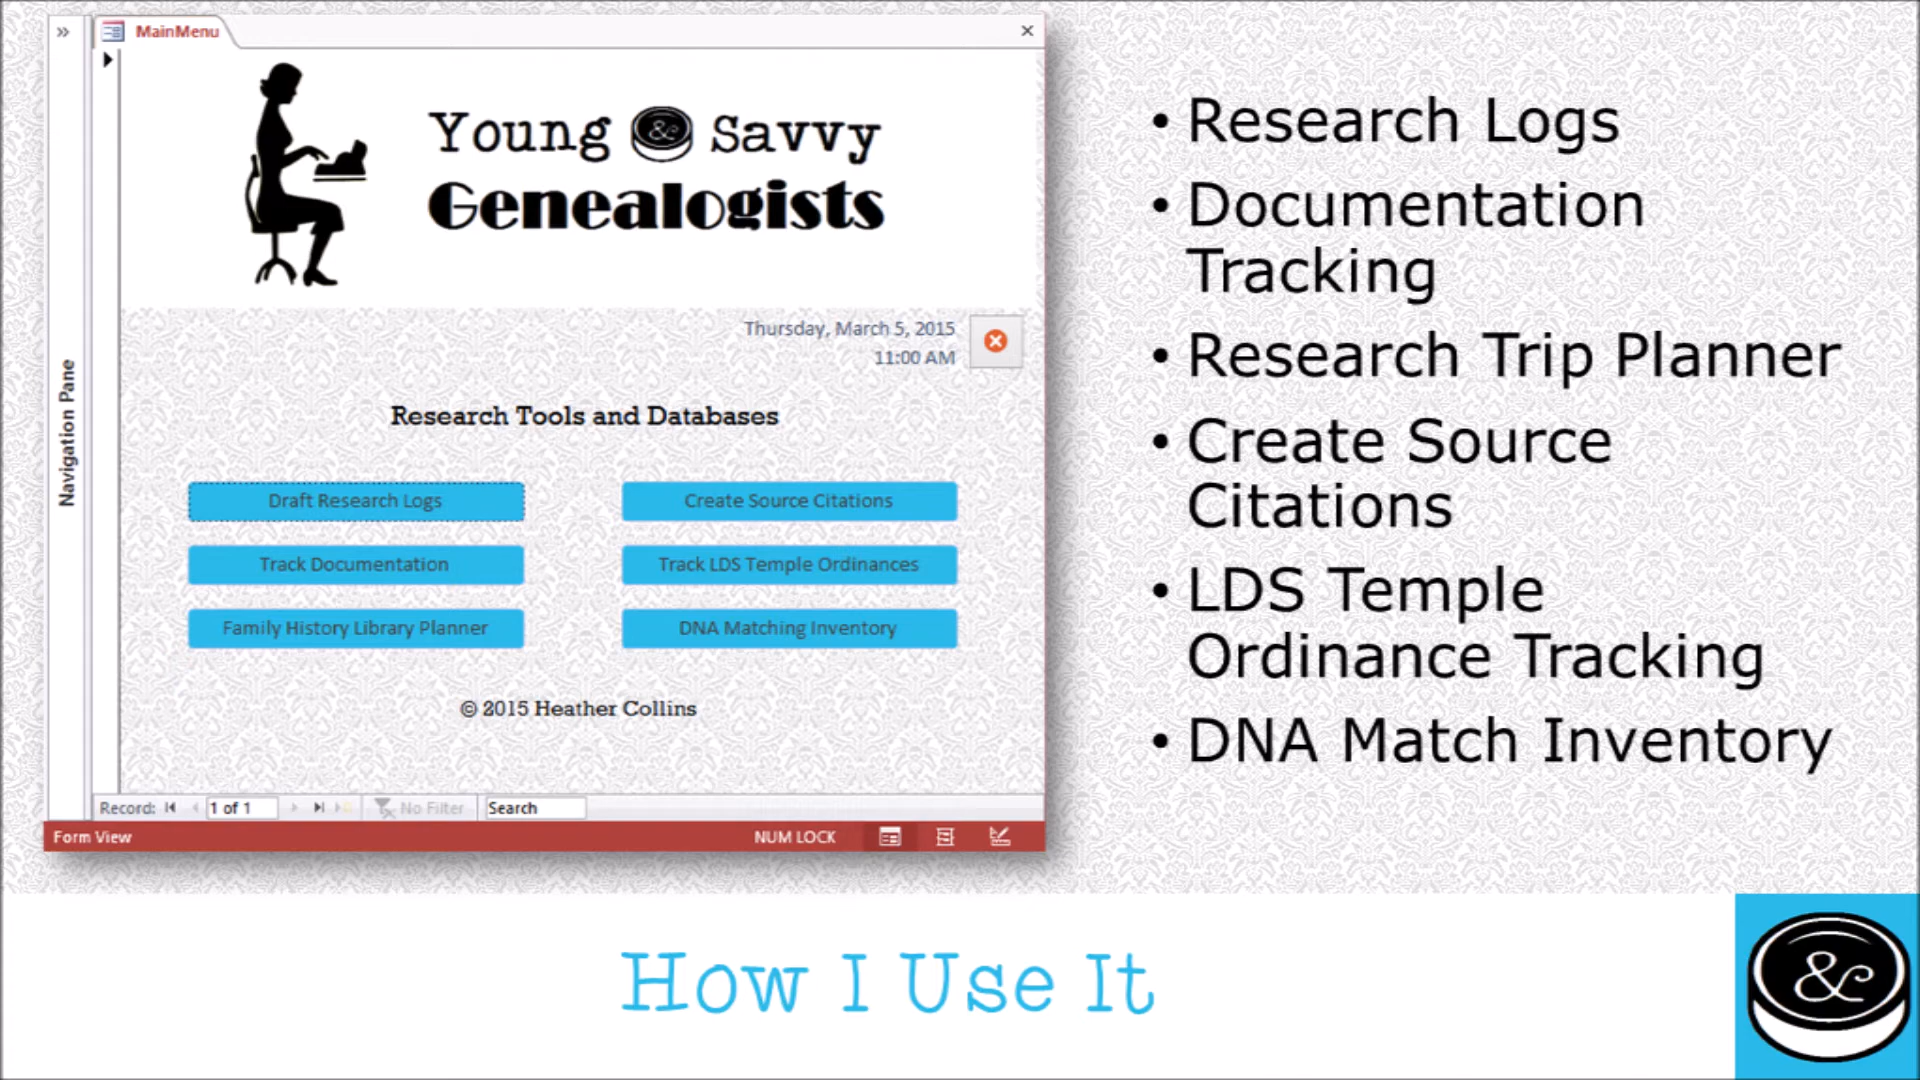 MainMenu
Navigation Pane
Young & Savvy
Genealogists
Thursday, March 5, 2015
11:00 AM
Research Tools and Databases
Draft Research Logs
Create Source Citations
Track Documentation
Track LDS Temple Ordinances
Family History Library Planner
DNA Matching Inventory
© 2015 Heather Collins
Record: 1 of 1 No Filter Search
Form View NUM LOCK
• Research Logs
• Documentation
Tracking
• Research Trip Planner
• Create Source
Citations
• LDS Temple
Ordinance Tracking
• DNA Match Inventory
How I Use It
&